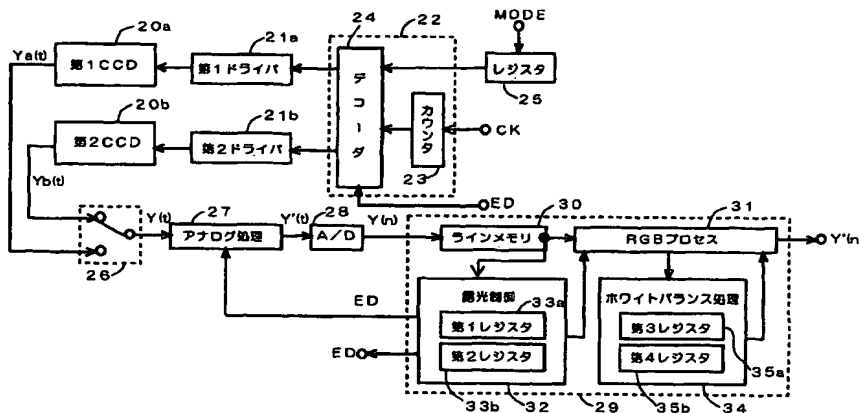 MODE
20a
21a
24
22
Ya(t)
第1CCD
第1ドライバ
デコーダ
レジスタ
25
20b
21b
カウンタ
CK
第2CCD
第2ドライバ
23
Yb(t)
ED
26
Y(t)
27
アナログ処理
Y'(t)
28
A/D
Y(n)
30
ラインメモリ
31
RGBプロセス
Y'(n
ED
露光制御
33a
第1レジスタ
第2レジスタ
ED
33b
32
29
ホワイトバランス処理
第3レジスタ
35a
第4レジスタ
35b
34